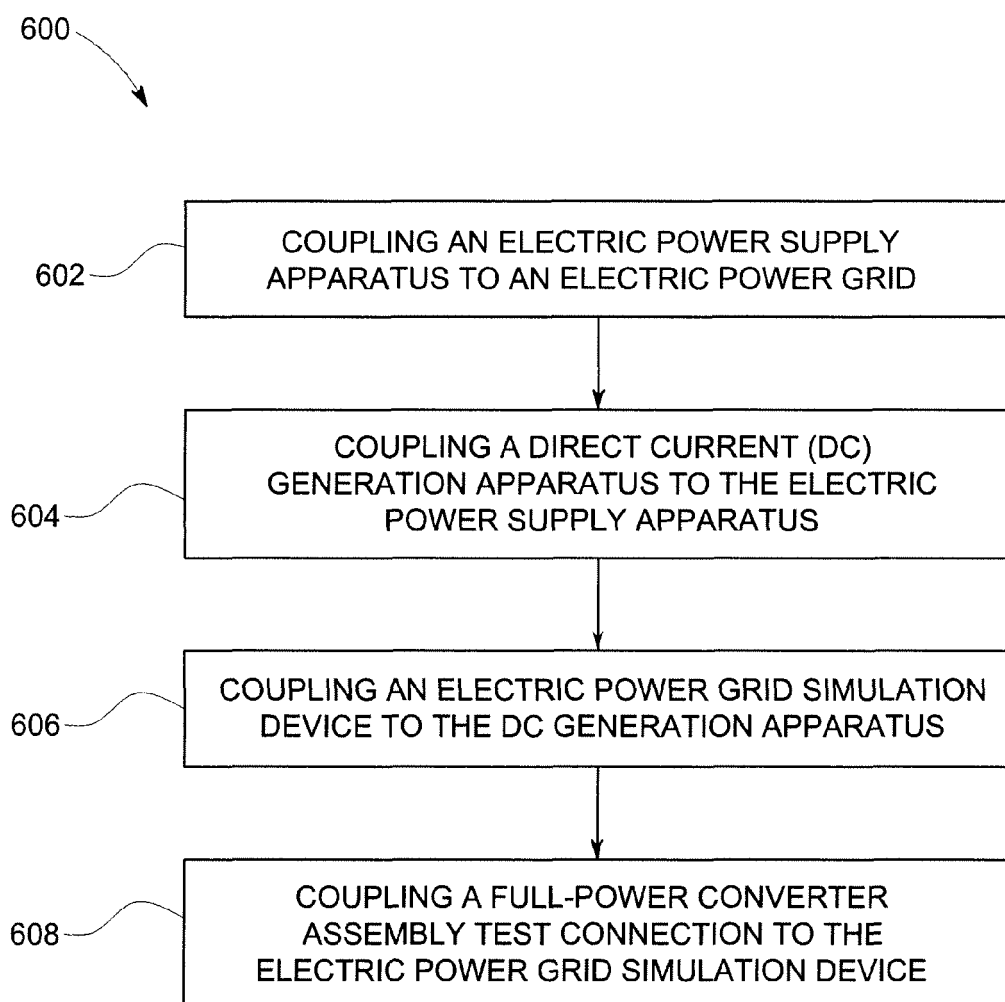 600
602
COUPLING AN ELECTRIC POWER SUPPLY
APPARATUS TO AN ELECTRIC POWER GRID
604
COUPLING A DIRECT CURRENT (DC)
GENERATION APPARATUS TO THE ELECTRIC
POWER SUPPLY APPARATUS
606
COUPLING AN ELECTRIC POWER GRID SIMULATION
DEVICE TO THE DC GENERATION APPARATUS
608
COUPLING A FULL-POWER CONVERTER
ASSEMBLY TEST CONNECTION TO THE
ELECTRIC POWER GRID SIMULATION DEVICE